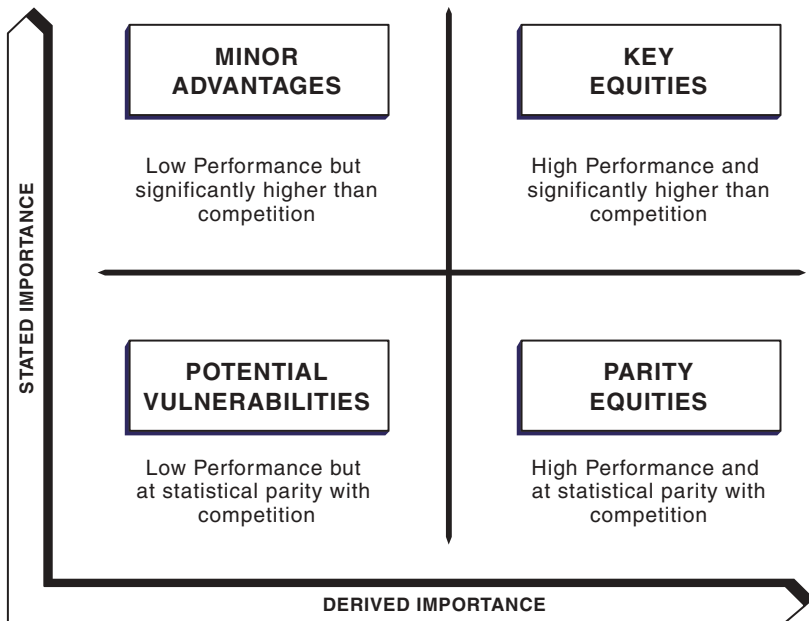 MINOR
ADVANTAGES
Low Performance but
significantly higher than
competition
KEY
EQUITIES
High Performance and
significantly higher than
competition
STATED IMPORTANCE
POTENTIAL
VULNERABILITIES
Low Performance but
at statistical parity with
competition
PARITY
EQUITIES
High Performance and
at statistical parity with
competition
DERIVED IMPORTANCE